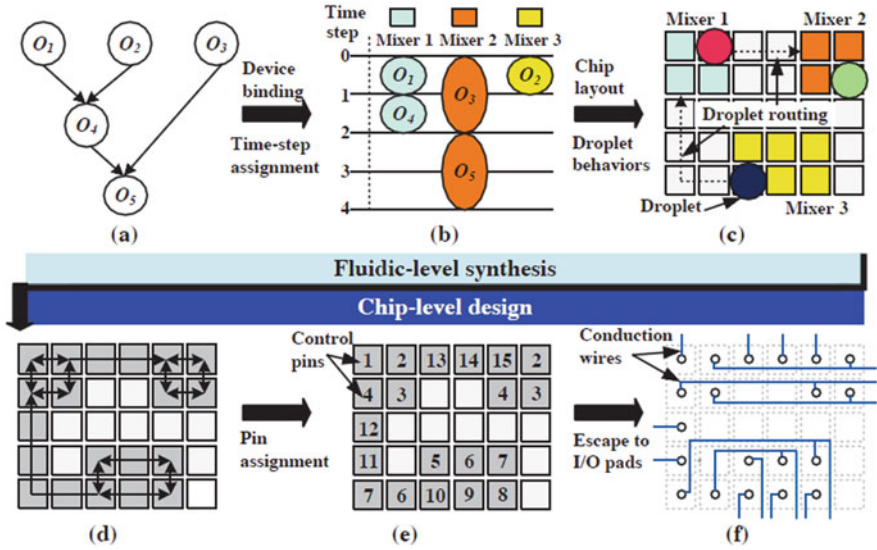 O1 O2 O3
O4
O5
(a)
Device
binding
Time-step
assignment
Time
step
Mixer 1 Mixer 2 Mixer 3
0
1
2
3
4
O1 O3 O2
O4
O5
(b)
Chip
layout
Droplet
behaviors
Mixer 1 Mixer 2
Droplet routing
Droplet
Mixer 3
(c)
Fluidic-level synthesis
Chip-level design
(d)
Pin
assignment
Control
pins
1 2 13 14 15 2
4 3 4 3
12
11 5 6 7
7 6 10 9 8
(e)
Escape to
I/O pads
Conduction
wires
(f)